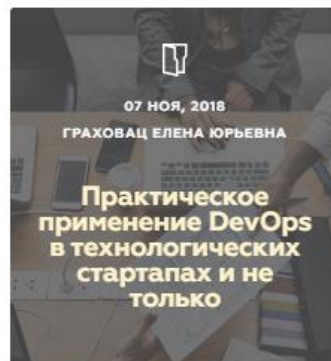 07 НОЯ, 2018
ГРАХОВАЦ ЕЛЕНА ЮРЬЕВНА
Практическое
применение DevOps
в технологических
стартапах и не
только